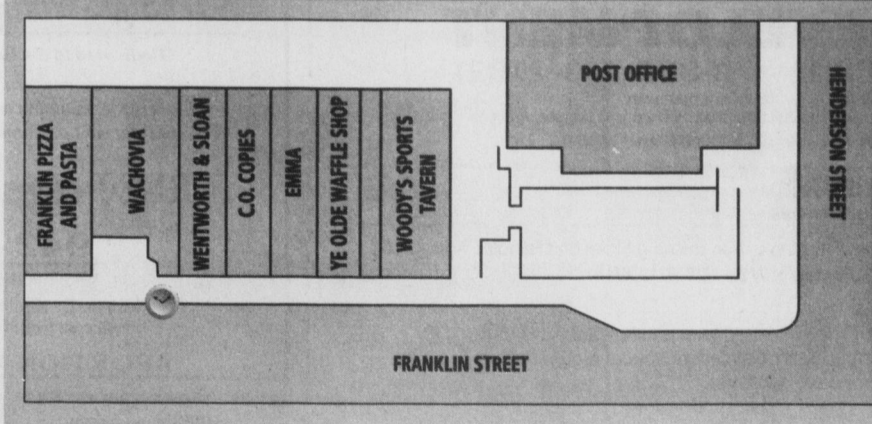 POST OFFICE
HENDERSON STREET
FRANKLIN PIZZA
AND PASTA
WACHOVIA
WENTWORTH & SLOAN
C.O. COPIES
EMMA
YE OLDE WAFFLE SHOP
WOODY'S SPORTS
TAVERN
FRANKLIN STREET